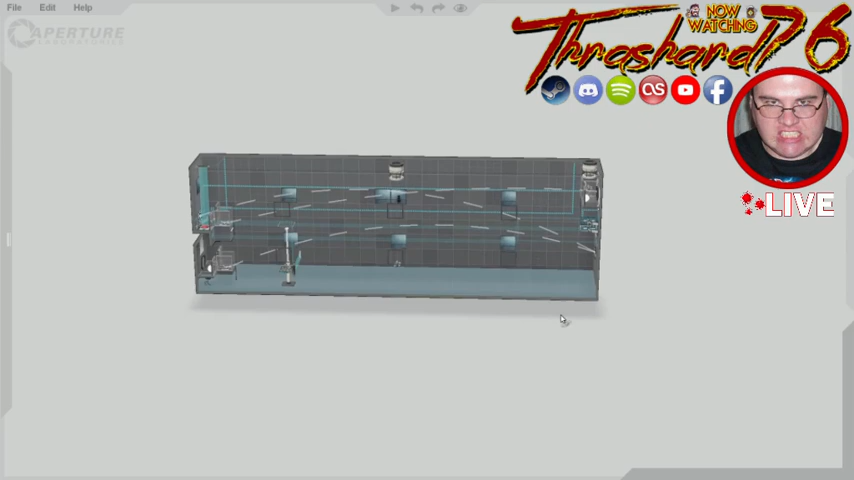 File Edit Help
APERTURE
LABORATORIES
NOW
WATCHING
Thrashard76
LIVE